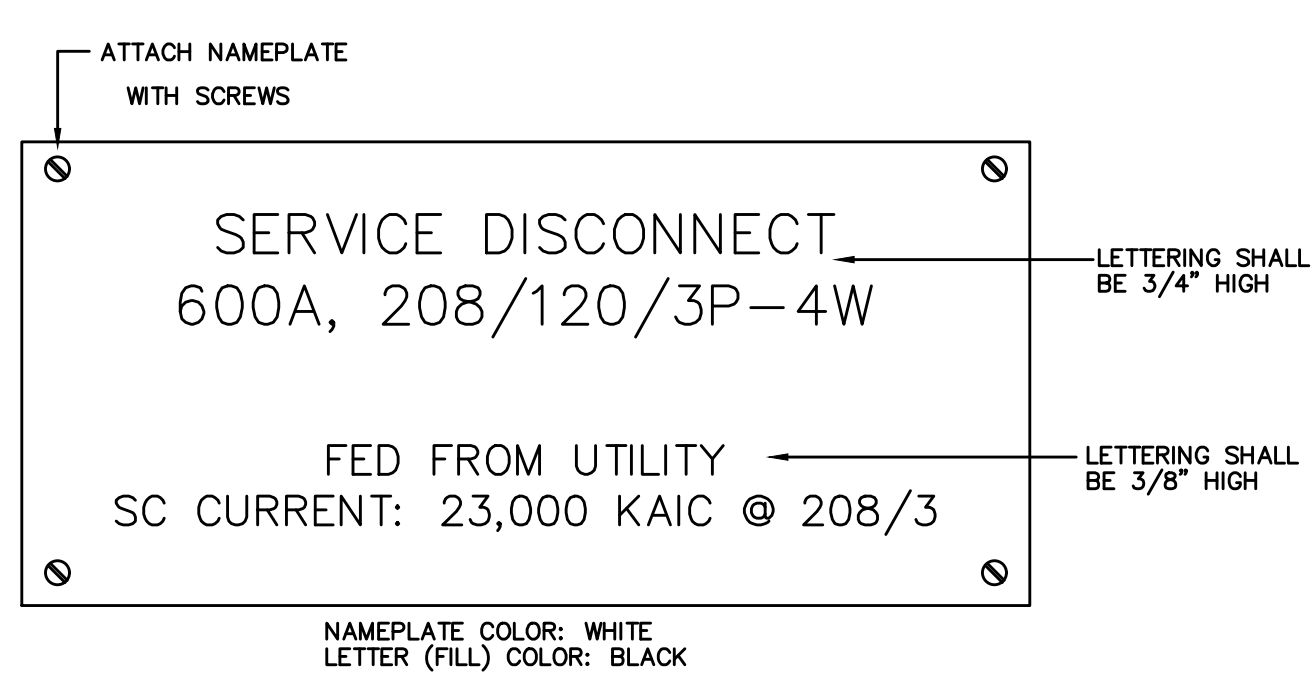 ATTACH NAMEPLATE
WITH SCREWS
SERVICE DISCONNECT
600A, 208/120/3P-4W
LETTERING SHALL
BE 3/4" HIGH
FED FROM UTILITY
SC CURRENT: 23,000 KAIC @ 208/3
LETTERING SHALL
BE 3/8" HIGH
NAMEPLATE COLOR: WHITE
LETTER (FILL) COLOR: BLACK